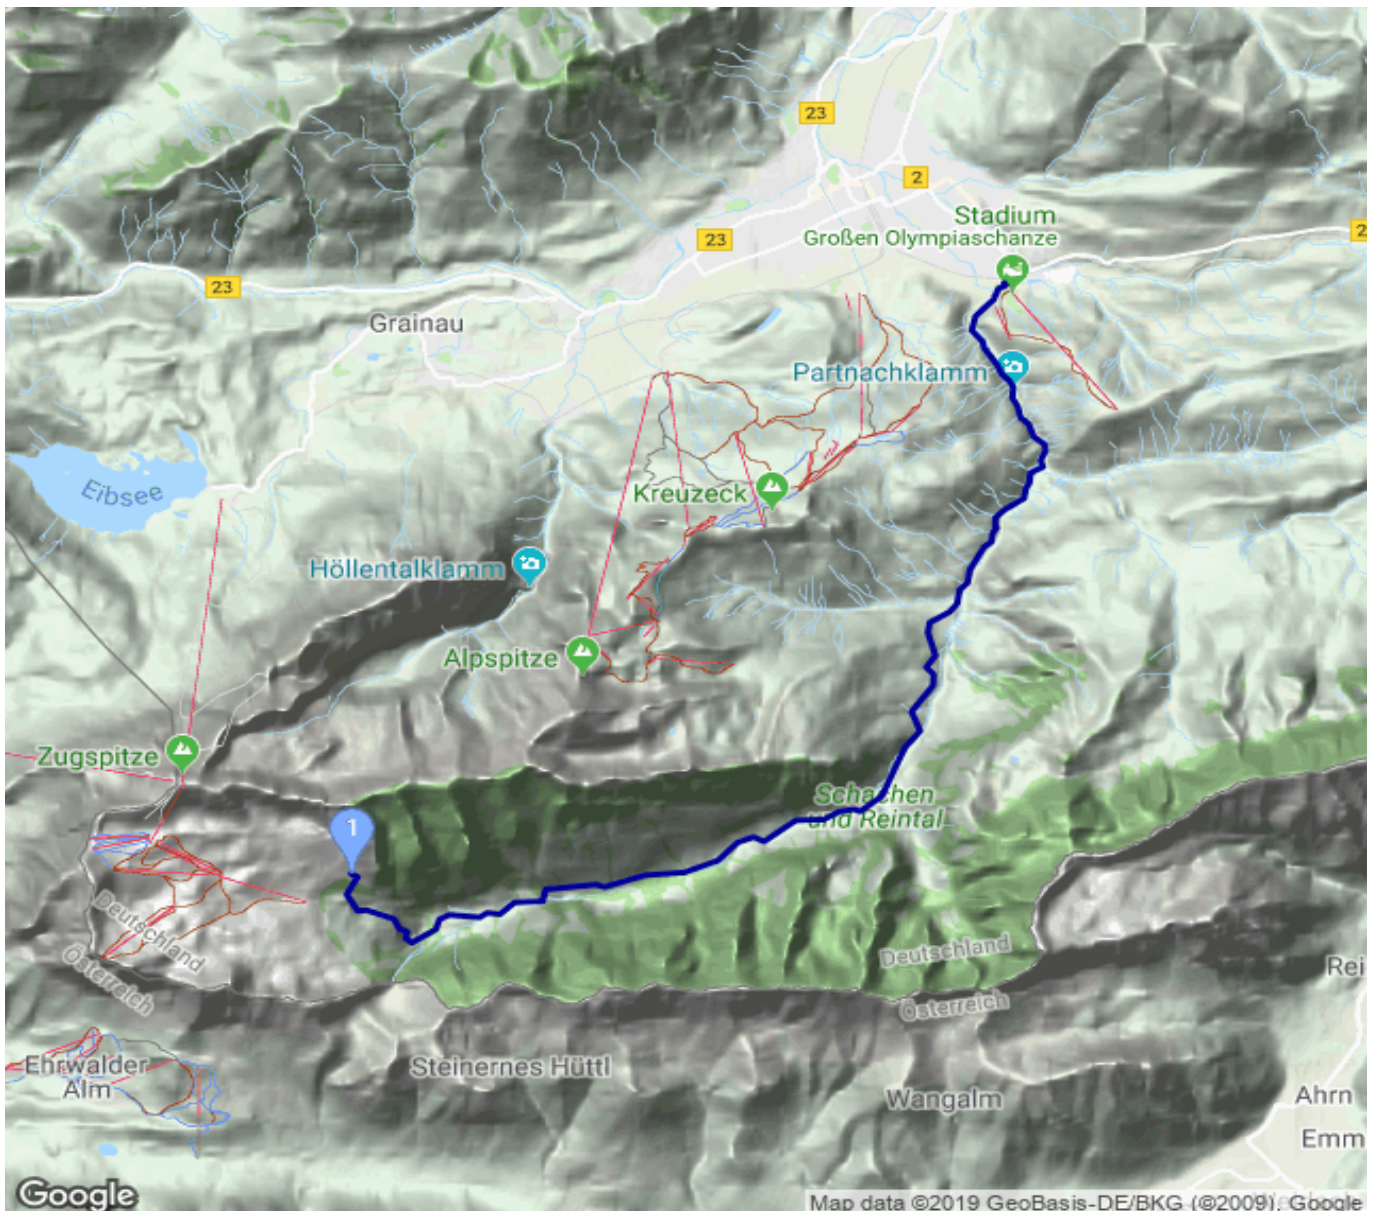 23
2
Stadium
Großen Olympiaschanze
23
2
23
Grainau
Partnachklamm
Eibsee
Kreuzeck
Höllentalklamm
Alpspitze
Zugspitze
Schachen
und Reintal
1
Deutschland
Österreich
Deutschland
Österreich
Rei
Ehrwalder
Alm
Steinernes Hüttl
Wangalm
Ahrn
Emm
Google
Map data ©2019 GeoBasis-DE/BKG (©2009), Google